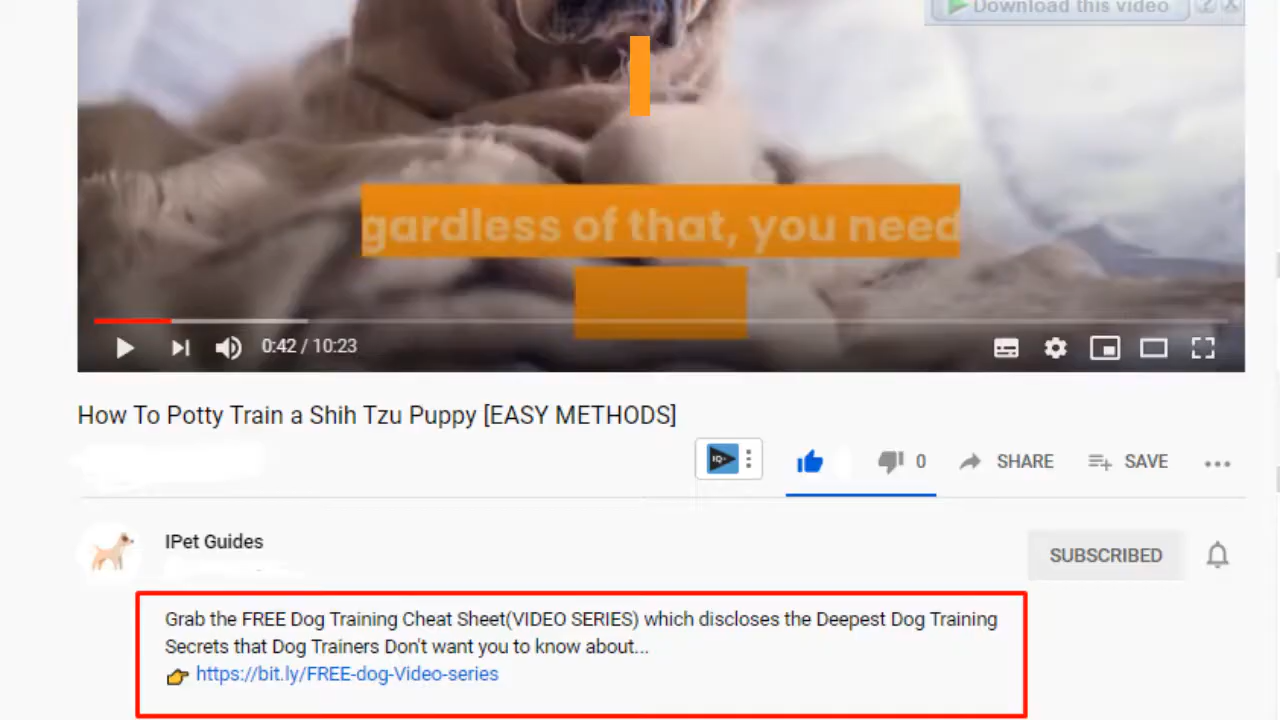 Download this video
gardless of that, you need
0:42 / 10:23
How To Potty Train a Shih Tzu Puppy [EASY METHODS]
IQ
0
SHARE
SAVE
IPet Guides
SUBSCRIBED
Grab the FREE Dog Training Cheat Sheet(VIDEO SERIES) which discloses the Deepest Dog Training
Secrets that Dog Trainers Don't want you to know about...
https://bit.ly/FREE-dog-Video-series